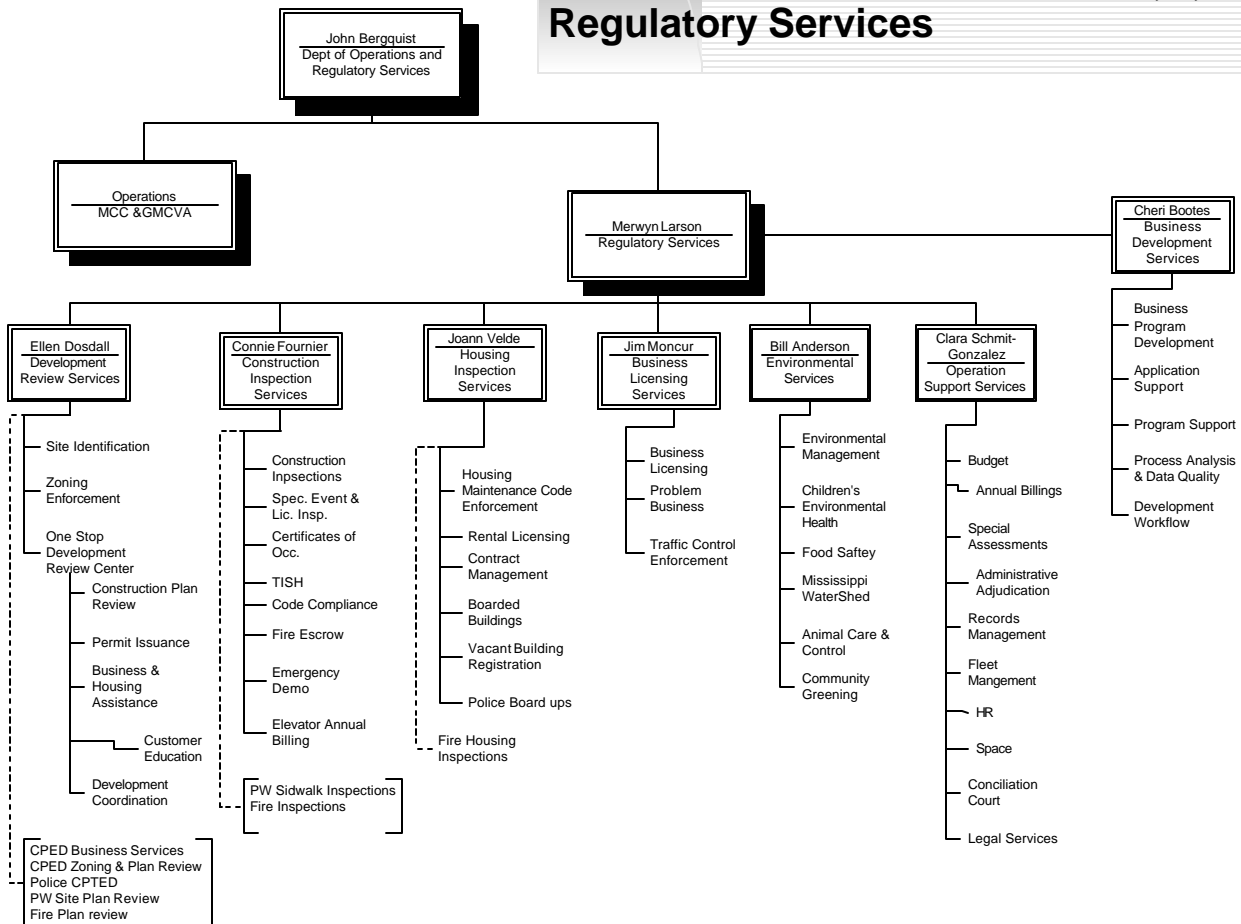 Regulatory Services
John Bergquist
Dept of Operations and
Regulatory Services
Operations
MCC &GMCVA
Merwyn Larson
Regulatory Services
Cheri Bootes
Business
Development
Services
Business
Program
Development
Application
Support
Program Support
Process Analysis
& Data Quality
Development
Workflow
Ellen Dosdall
Development
Review Services
Site Identification
Zoning
Enforcement
One Stop
Development
Review Center
Construction Plan
Review
Permit Issuance
Business &
Housing
Assistance
Customer
Education
Development
Coordination
CPED Business Services
CPED Zoning & Plan Review
Police CPTED
PW Site Plan Review
Fire Plan review
Connie Fournier
Construction
Inspection
Services
Construction
Inpsections
Spec. Event &
Lic. Insp.
Certificates of
Occ.
TISH
Code Compliance
Fire Escrow
Emergency
Demo
Elevator Annual
Billing
PW Sidwalk Inspections
Fire Inspections
Joann Velde
Housing
Inspection
Services
Housing
Maintenance Code
Enforcement
Rental Licensing
Contract
Management
Boarded
Buildings
Vacant Building
Registration
Police Board ups
Fire Housing
Inspections
Jim Moncur
Business
Licensing
Services
Business
Licensing
Problem
Business
Traffic Control
Enforcement
Bill Anderson
Environmental
Services
Environmental
Management
Children's
Environmental
Health
Food Saftey
Mississippi
WaterShed
Animal Care &
Control
Community
Greening
Clara Schmit-
Gonzalez
Operation
Support Services
Budget
Annual Billings
Special
Assessments
Administrative
Adjudication
Records
Management
Fleet
Mangement
HR
Space
Conciliation
Court
Legal Services